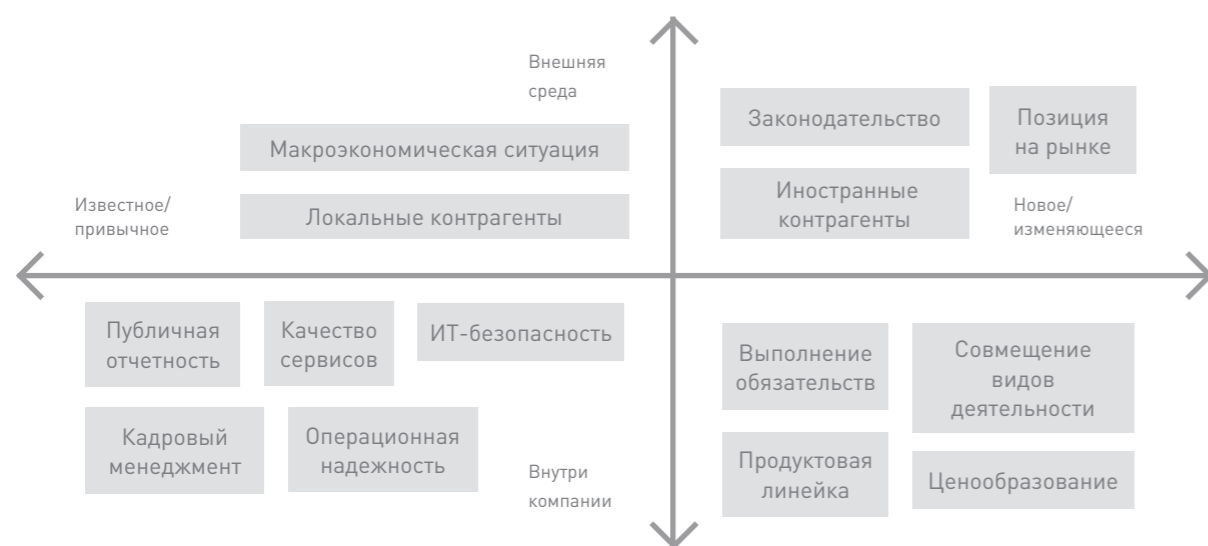 Внешняя
среда
Законодательство
Позиция
на рынке
Макроэкономическая ситуация
Иностранные
контрагенты
Известное/
привычное
Локальные контрагенты
Новое/
изменяющееся
Публичная
отчетность
Качество
сервисов
ИТ-безопасность
Выполнение
обязательств
Совмещение
видов
деятельности
Кадровый
менеджмент
Операционная
надежность
Внутри
компании
Продуктовая
линейка
Ценообразование